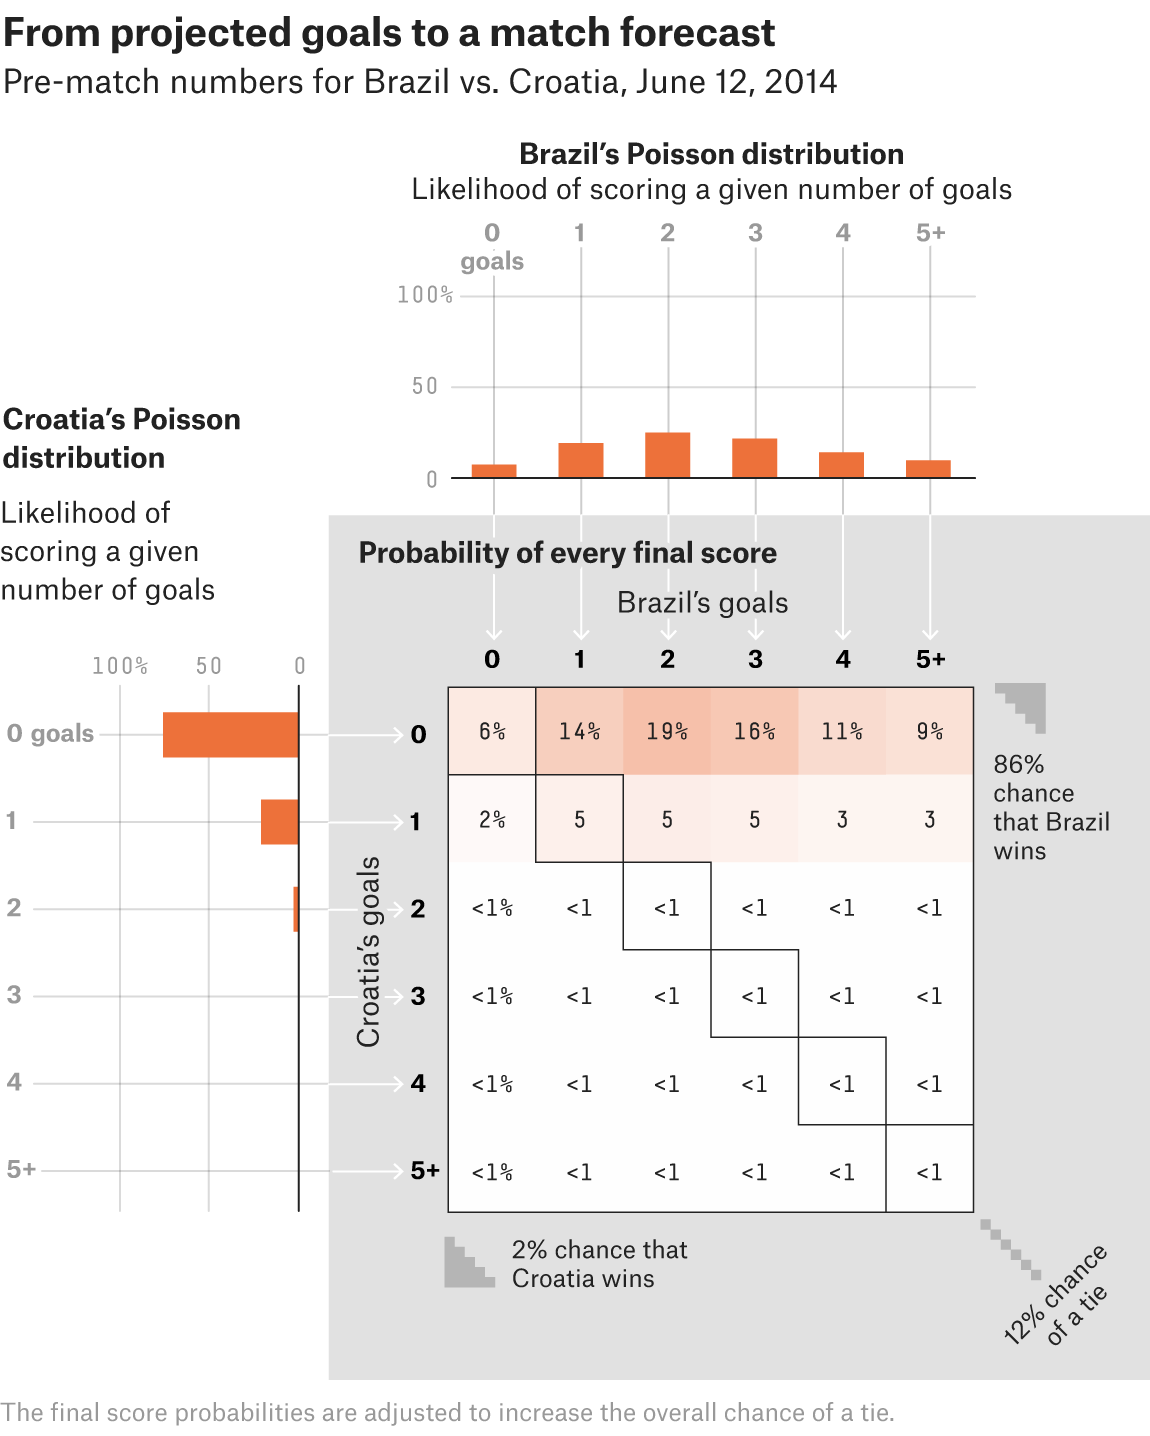 From projected goals to a match forecast
Pre-match numbers for Brazil vs. Croatia, June 12, 2014
Brazil’s Poisson distribution
Likelihood of scoring a given number of goals
0 1 2 3 4 5+
goals
100%
50
0
Croatia’s Poisson
distribution
Likelihood of
scoring a given
number of goals
100% 50 0
0 goals
1
2
3
4
5+
Probability of every final score
Brazil’s goals
0 1 2 3 4 5+
Croatia’s goals
0 6% 14% 19% 16% 11% 9%
1 2% 5 5 5 3 3
2 <1% <1 <1 <1 <1 <1
3 <1% <1 <1 <1 <1 <1
4 <1% <1 <1 <1 <1 <1
5+ <1% <1 <1 <1 <1 <1
86%
chance
that Brazil
wins
2% chance that
Croatia wins
12% chance
of a tie
The final score probabilities are adjusted to increase the overall chance of a tie.